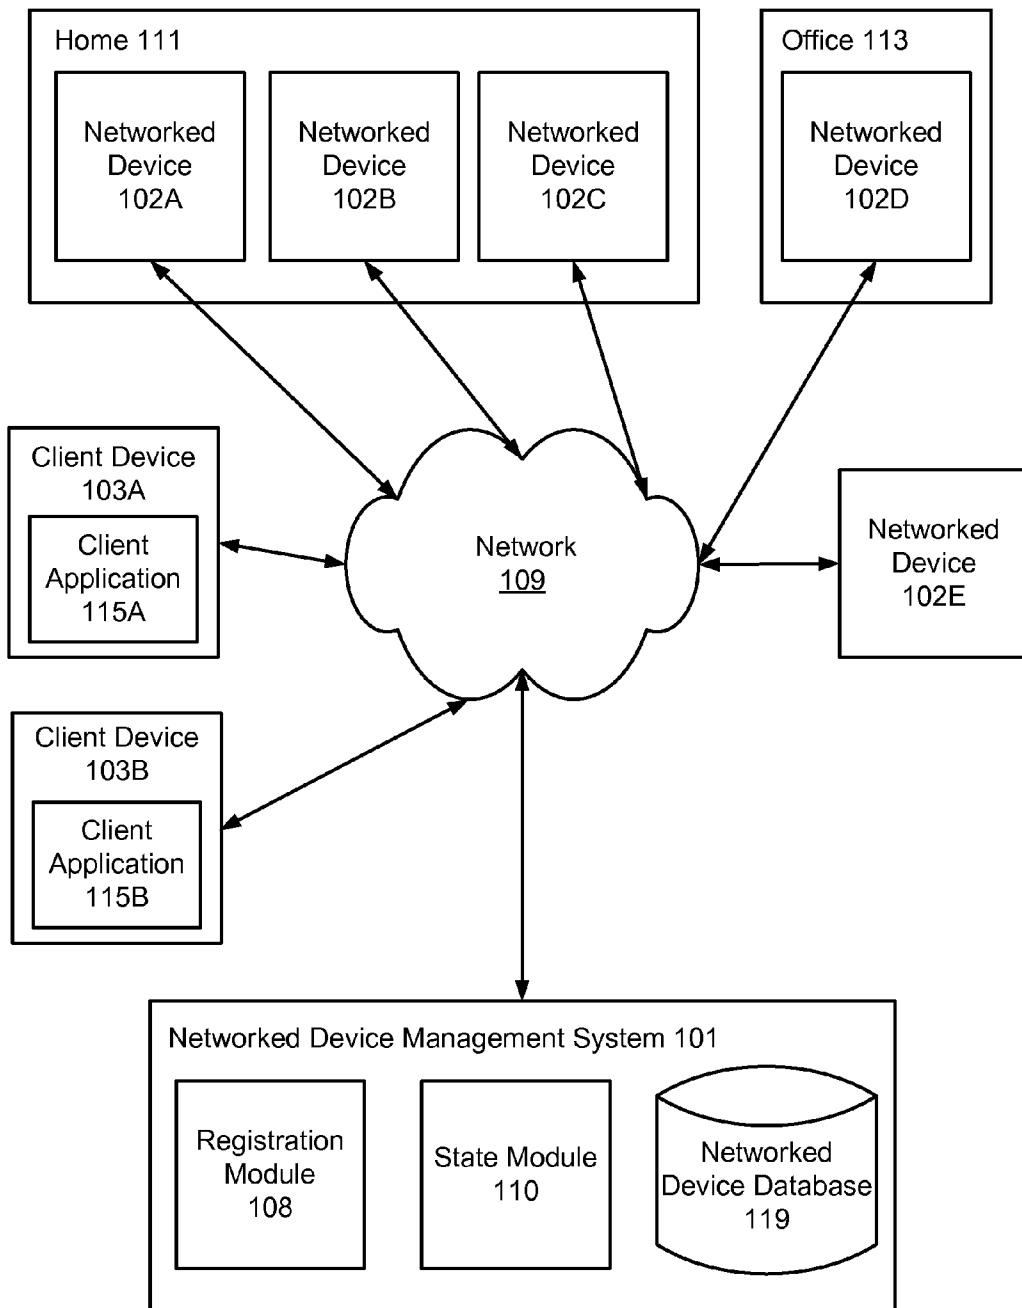 Home 111
Networked
Device
102A
Networked
Device
102B
Networked
Device
102C
Office 113
Networked
Device
102D
Client Device
103A
Client
Application
115A
Network
109
Networked
Device
102E
Client Device
103B
Client
Application
115B
Networked Device Management System 101
Registration
Module
108
State Module
110
Networked
Device Database
119